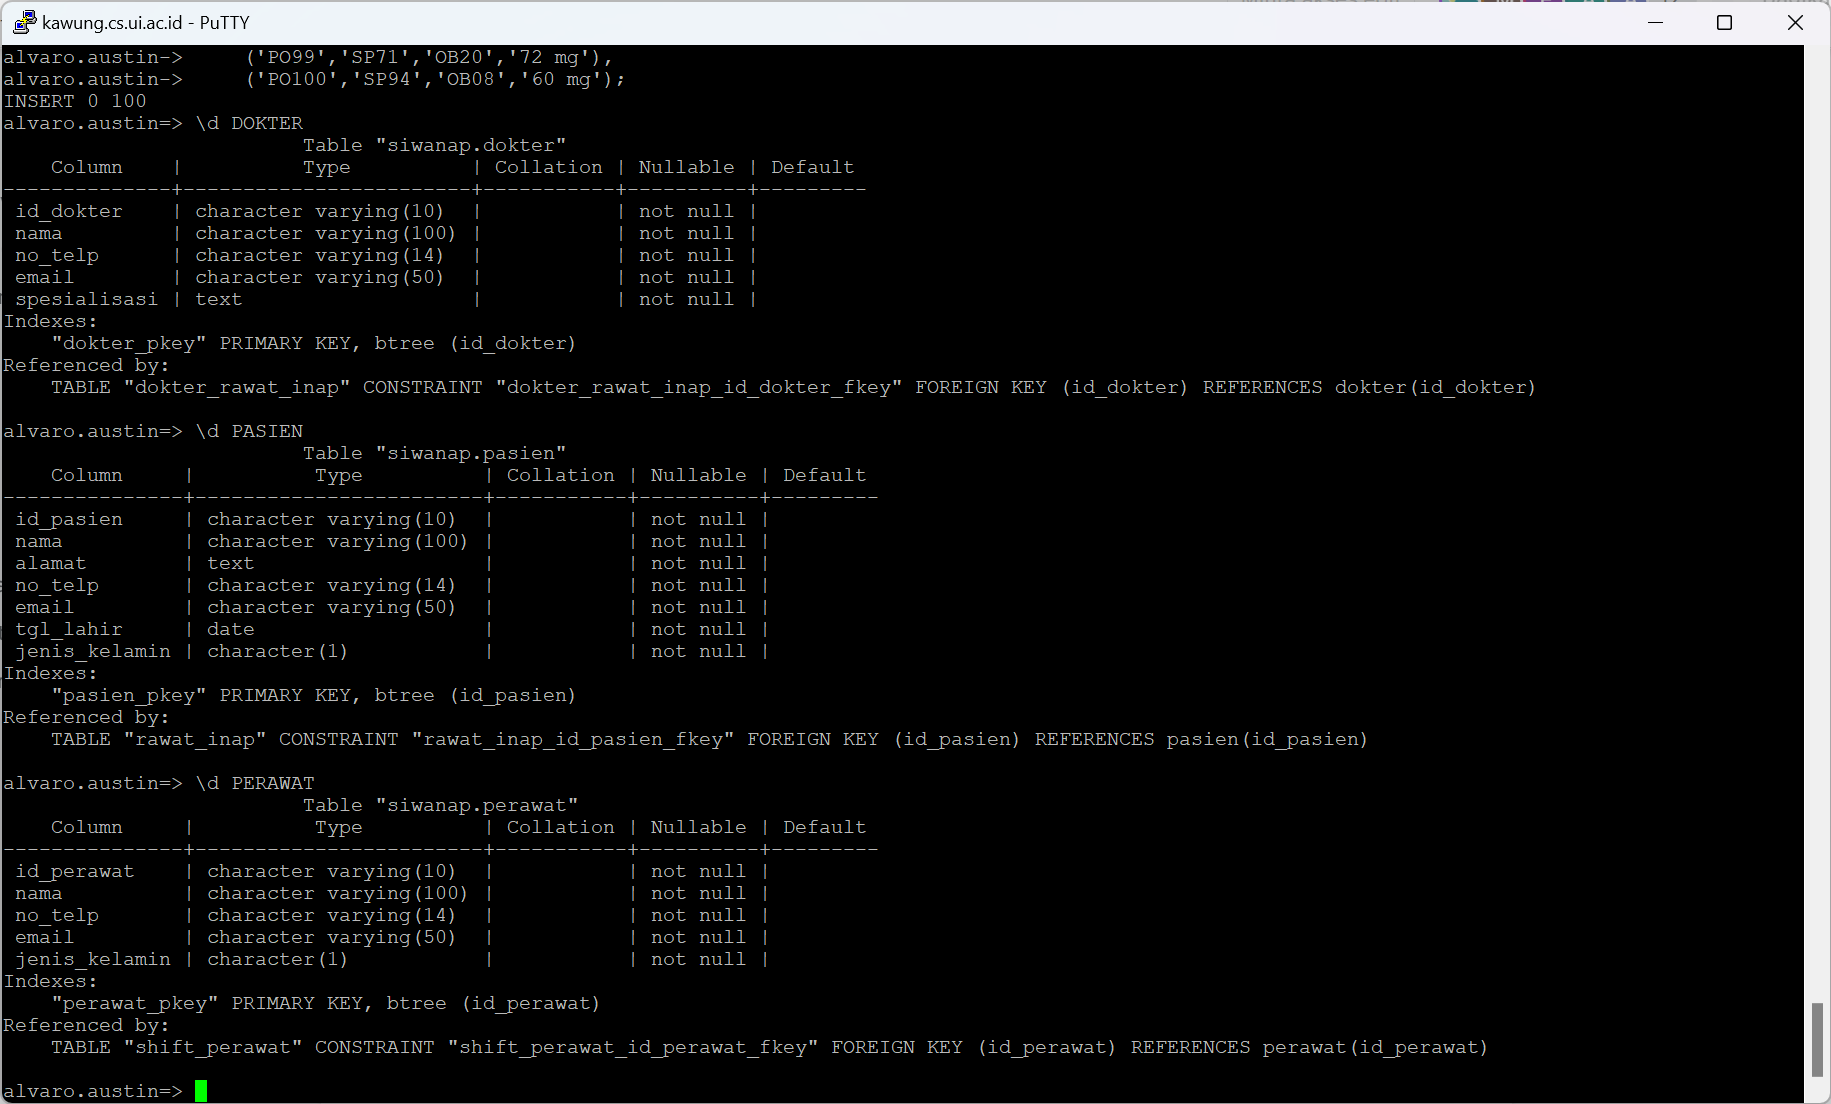 kawung.cs.ui.ac.id - PuTTY
alvaro.austin->     ('PO99','SP71','OB20','72 mg'),
alvaro.austin->     ('PO100','SP94','OB08','60 mg');
INSERT 0 100
alvaro.austin=> \d DOKTER
                         Table "siwanap.dokter"
    Column    |          Type          | Collation | Nullable | Default
--------------+------------------------+-----------+----------+---------
 id_dokter    | character varying(10)  |           | not null |
 nama         | character varying(100) |           | not null |
 no_telp      | character varying(14)  |           | not null |
 email        | character varying(50)  |           | not null |
 spesialisasi | text                   |           | not null |
Indexes:
    "dokter_pkey" PRIMARY KEY, btree (id_dokter)
Referenced by:
    TABLE "dokter_rawat_inap" CONSTRAINT "dokter_rawat_inap_id_dokter_fkey" FOREIGN KEY (id_dokter) REFERENCES dokter(id_dokter)
alvaro.austin=> \d PASIEN
                         Table "siwanap.pasien"
    Column     |          Type          | Collation | Nullable | Default
---------------+------------------------+-----------+----------+---------
 id_pasien     | character varying(10)  |           | not null |
 nama          | character varying(100) |           | not null |
 alamat        | text                   |           | not null |
 no_telp       | character varying(14)  |           | not null |
 email         | character varying(50)  |           | not null |
 tgl_lahir     | date                   |           | not null |
 jenis_kelamin | character(1)           |           | not null |
Indexes:
    "pasien_pkey" PRIMARY KEY, btree (id_pasien)
Referenced by:
    TABLE "rawat_inap" CONSTRAINT "rawat_inap_id_pasien_fkey" FOREIGN KEY (id_pasien) REFERENCES pasien(id_pasien)
alvaro.austin=> \d PERAWAT
                         Table "siwanap.perawat"
    Column     |          Type          | Collation | Nullable | Default
---------------+------------------------+-----------+----------+---------
 id_perawat    | character varying(10)  |           | not null |
 nama          | character varying(100) |           | not null |
 no_telp       | character varying(14)  |           | not null |
 email         | character varying(50)  |           | not null |
 jenis_kelamin | character(1)           |           | not null |
Indexes:
    "perawat_pkey" PRIMARY KEY, btree (id_perawat)
Referenced by:
    TABLE "shift_perawat" CONSTRAINT "shift_perawat_id_perawat_fkey" FOREIGN KEY (id_perawat) REFERENCES perawat(id_perawat)
alvaro.austin=>